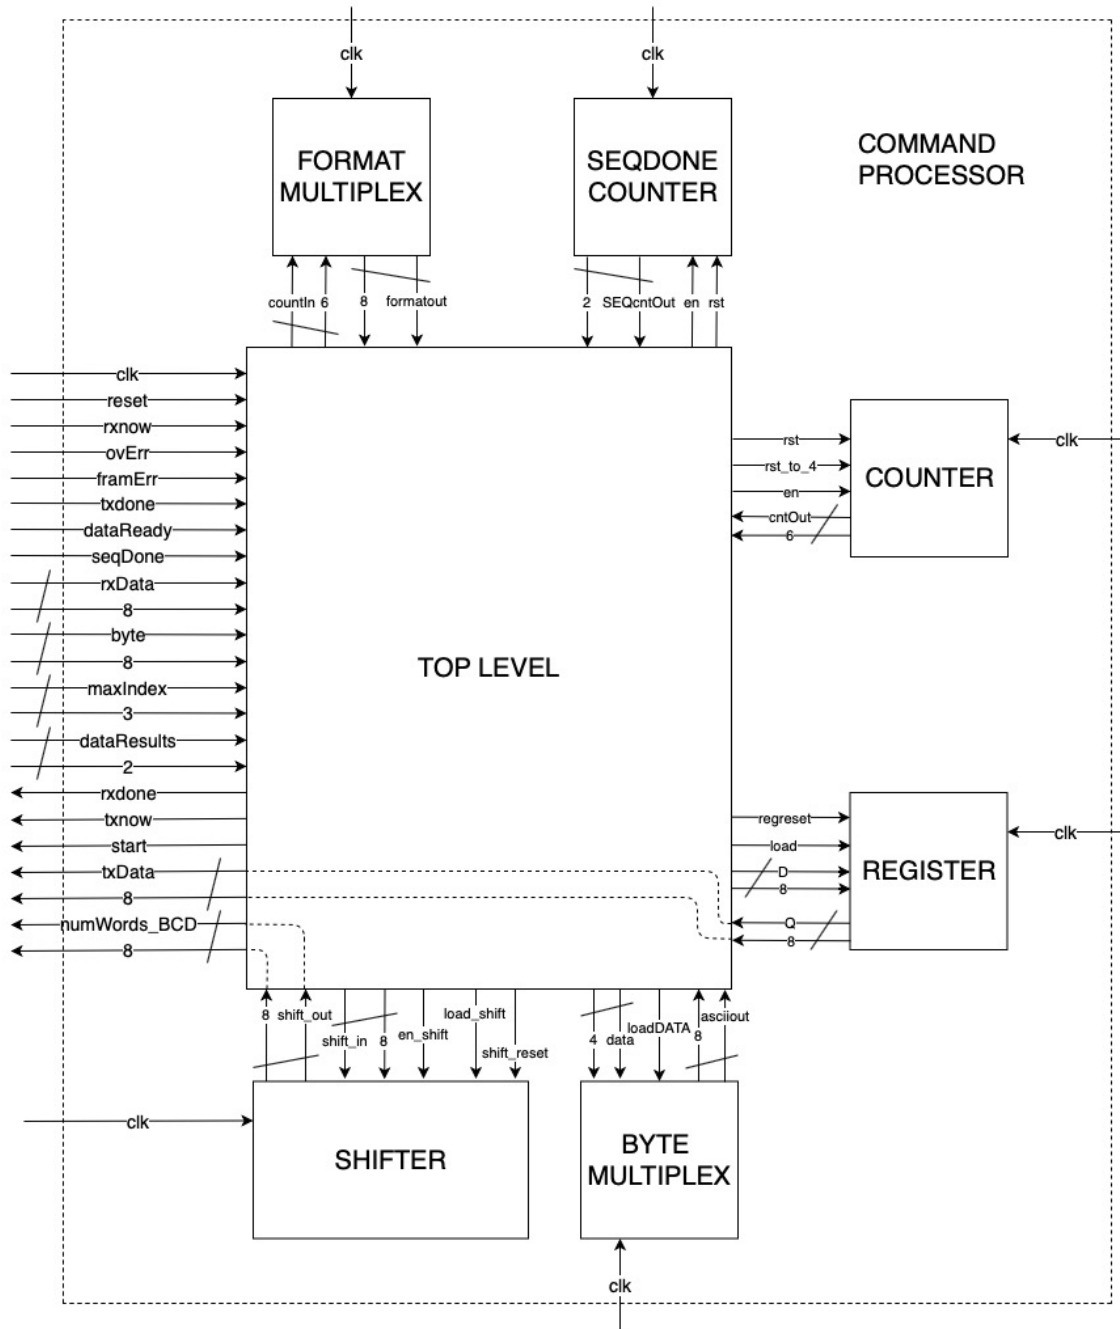 clk
clk
FORMAT
MULTIPLEX
SEQDONE
COUNTER
COMMAND
PROCESSOR
countIn 6 8 formatout
2 SEQcntOut en rst
clk
reset
rxnow
ovErr
framErr
txdone
dataReady
seqDone
rxData
8
byte
8
maxIndex
3
dataResults
2
rxdone
txnow
start
txData
8
numWords_BCD
8
TOP LEVEL
rst
rst_to_4
en
cntOut
6
COUNTER
clk
regreset
load
D
8
Q
8
REGISTER
clk
8 shift_out shift_in 8 en_shift load_shift shift_reset
4 data loadDATA 8 asciiout
clk
SHIFTER
BYTE
MULTIPLEX
clk